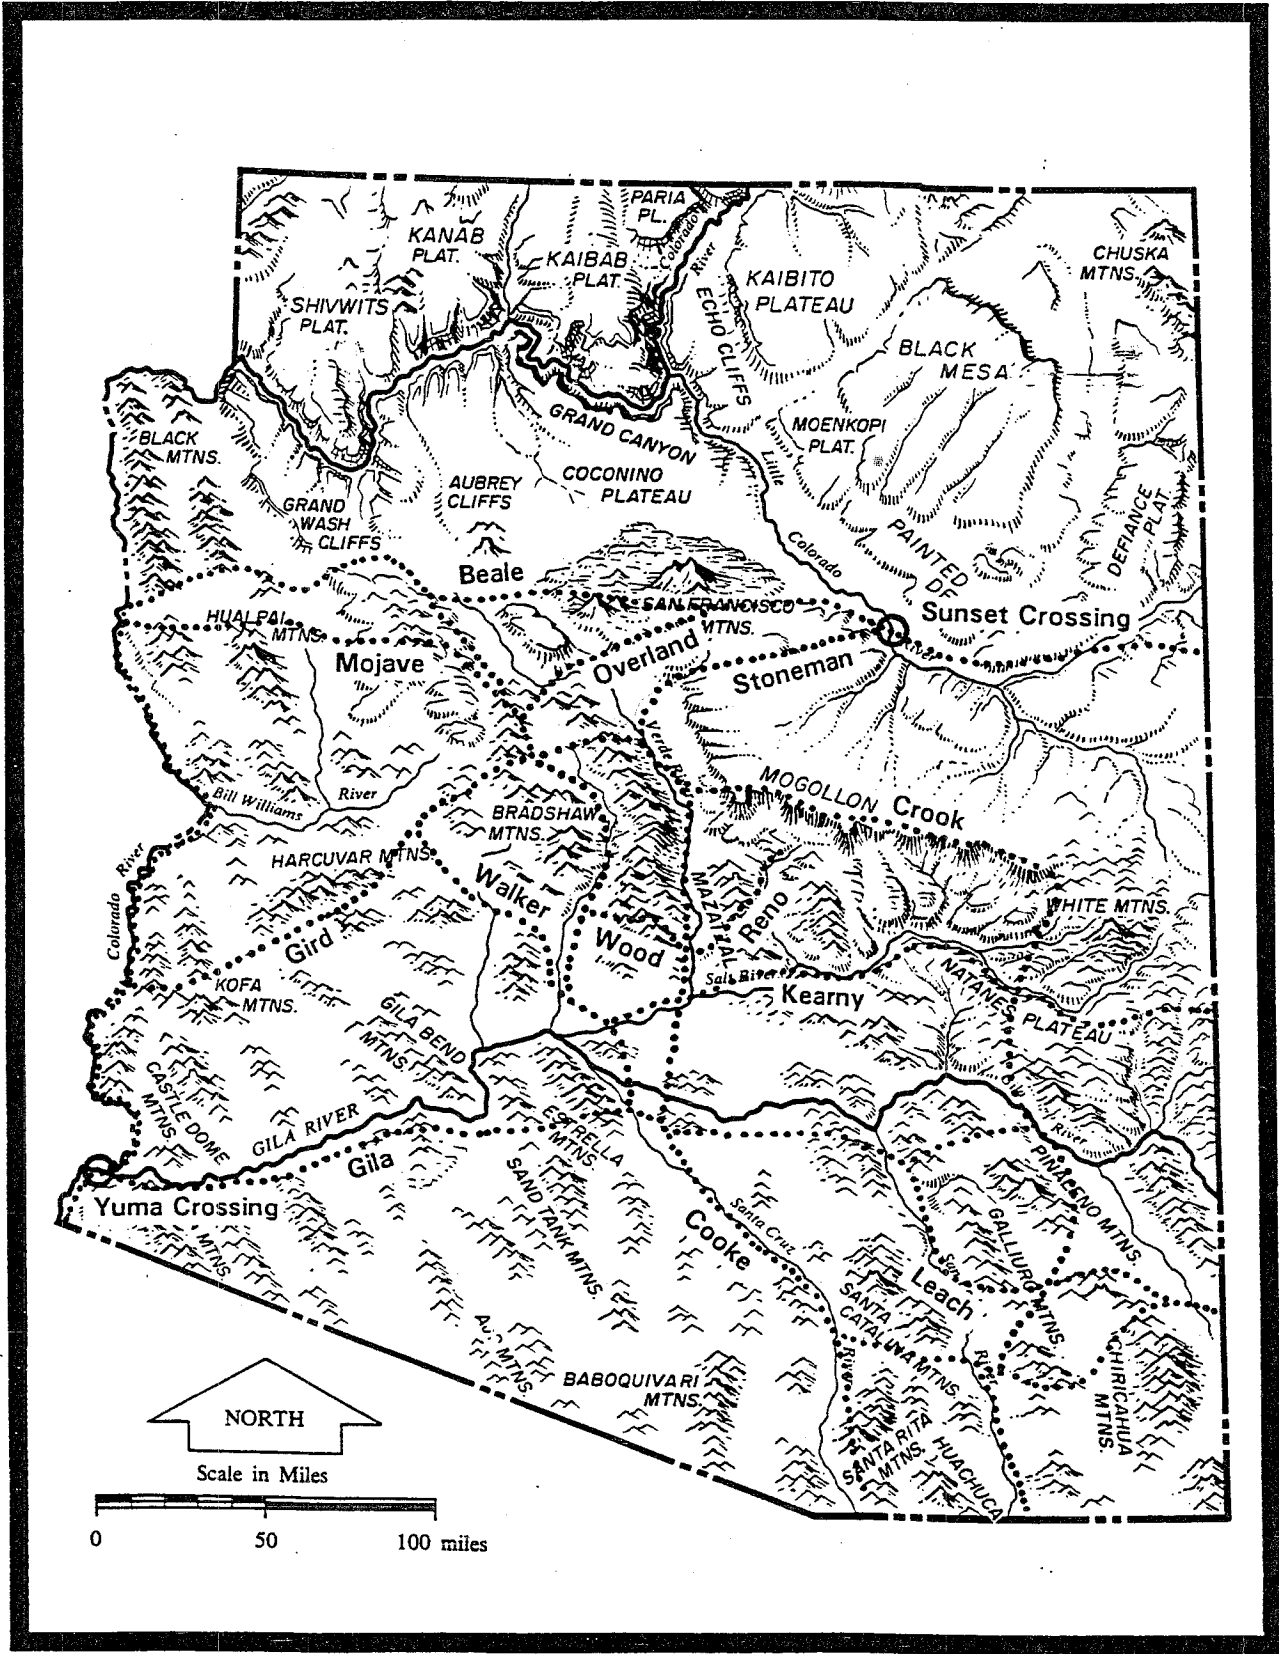 PARIA
PL.
KANAB
PLAT.
KAIBAB
PLAT.
Colorado
River
CHUSKA
MTNS.
KAIBITO
PLATEAU
SHIVWITS
PLAT.
ECHO CLIFFS
BLACK
MESA
GRAND CANYON
MOENKOPI
PLAT.
BLACK
MTNS.
Little
Colorado
River
AUBREY
CLIFFS
COCONINO
PLATEAU
GRAND
WASH
CLIFFS
DEFIANCE
PLAT.
PAINTED
Beale
SAN FRANCISCO
MTNS.
Sunset Crossing
HUALPAI
MTNS.
Mojave
Overland
Stoneman
Verde
Bill Williams
River
MOGOLLON
Crook
BRADSHAW
MTNS.
HARCUVAR MTNS.
Colorado
River
Walker
Gird
Wood
MAZATZAL
Reno
WHITE MTNS.
Salt River
Kearny
NATANES
PLATEAU
KOFA
MTNS.
GILA BEND
MTNS.
CASTLE DOME
MTNS.
GILA RIVER
Gila
ESTRELLA
MTNS.
River
PINALENO MTNS.
Yuma Crossing
MTNS.
SAND TANK MTNS.
Cooke
Santa Cruz
River
GALLIURO MTNS.
San
Leach
SANTA
CATALINA MTNS.
CHIRICAHUA
MTNS.
MTNS.
BABOQUIVARI
MTNS.
SANTA RITA
MTNS.
HUACHUCA
NORTH
Scale in Miles
0 50 100 miles